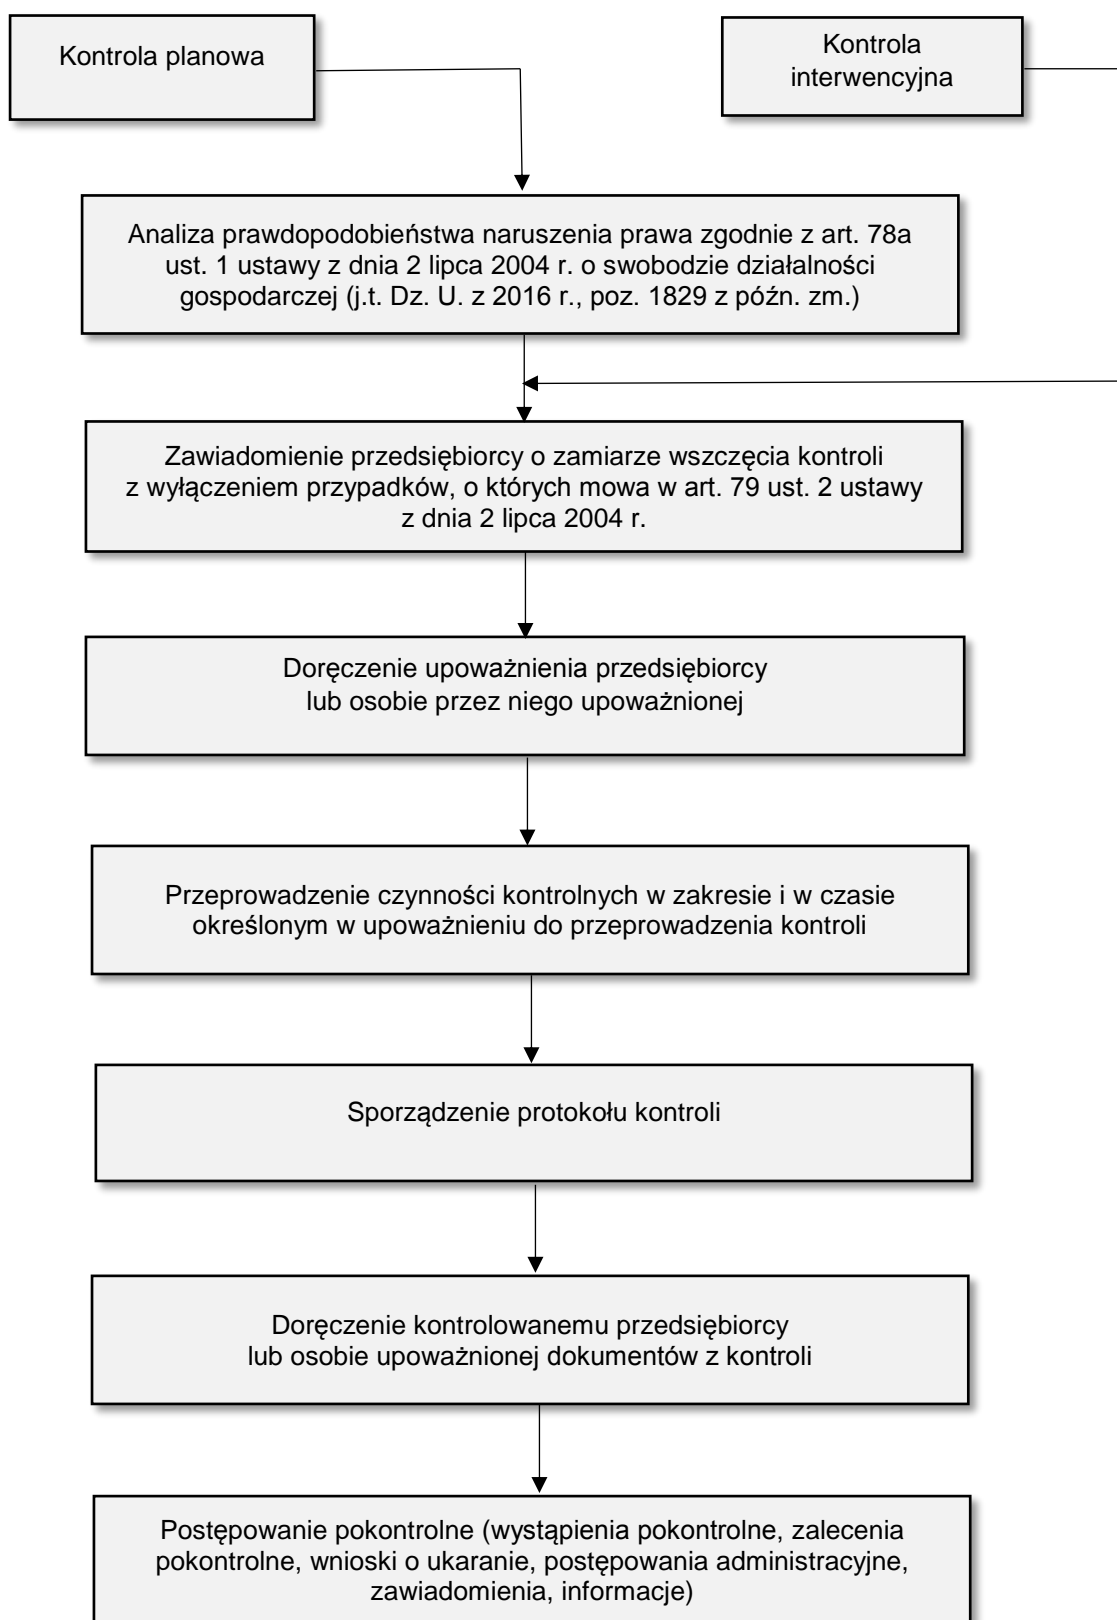 Kontrola planowa
Kontrola
interwencyjna
Analiza prawdopodobieństwa naruszenia prawa zgodnie z art. 78a
ust. 1 ustawy z dnia 2 lipca 2004 r. o swobodzie działalności
gospodarczej (j.t. Dz. U. z 2016 r., poz. 1829 z późn. zm.)
Zawiadomienie przedsiębiorcy o zamiarze wszczęcia kontroli
z wyłączeniem przypadków, o których mowa w art. 79 ust. 2 ustawy
z dnia 2 lipca 2004 r.
Doręczenie upoważnienia przedsiębiorcy
lub osobie przez niego upoważnionej
Przeprowadzenie czynności kontrolnych w zakresie i w czasie
określonym w upoważnieniu do przeprowadzenia kontroli
Sporządzenie protokołu kontroli
Doręczenie kontrolowanemu przedsiębiorcy
lub osobie upoważnionej dokumentów z kontroli
Postępowanie pokontrolne (wystąpienia pokontrolne, zalecenia
pokontrolne, wnioski o ukaranie, postępowania administracyjne,
zawiadomienia, informacje)